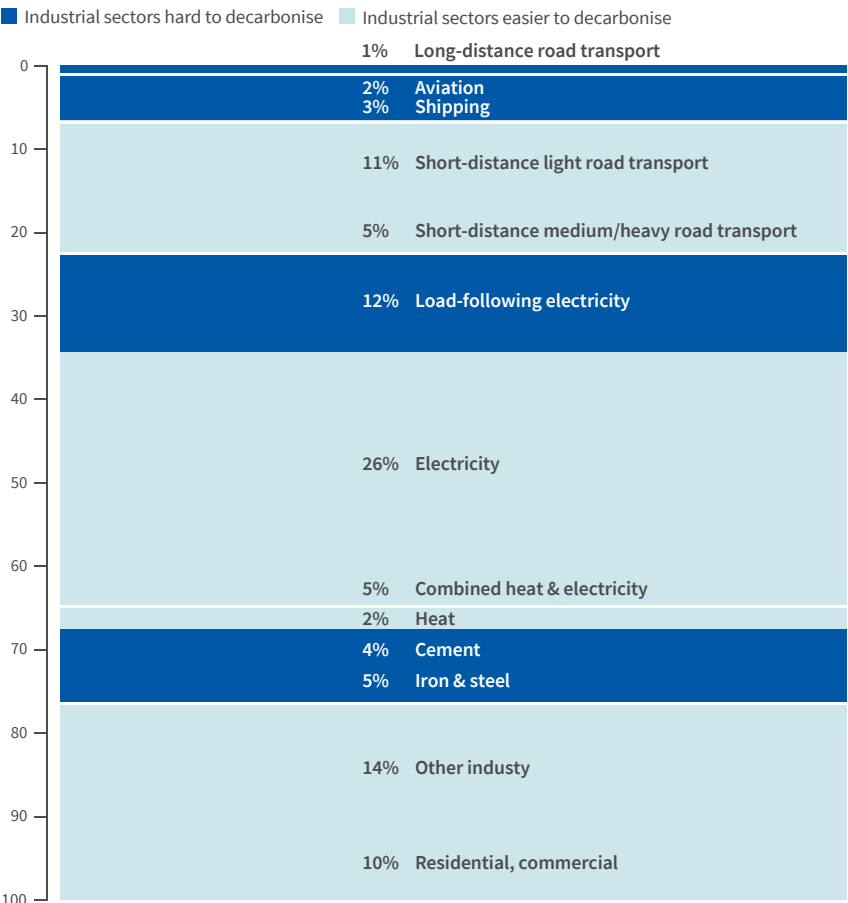 Industrial sectors hard to decarbonise Industrial sectors easier to decarbonise
1% Long-distance road transport
0
2% Aviation
3% Shipping
10
11% Short-distance light road transport
20
5% Short-distance medium/heavy road transport
12% Load-following electricity
30
40
26% Electricity
50
60
5% Combined heat & electricity
2% Heat
70
4% Cement
5% Iron & steel
80
14% Other industy
90
10% Residential, commercial
100